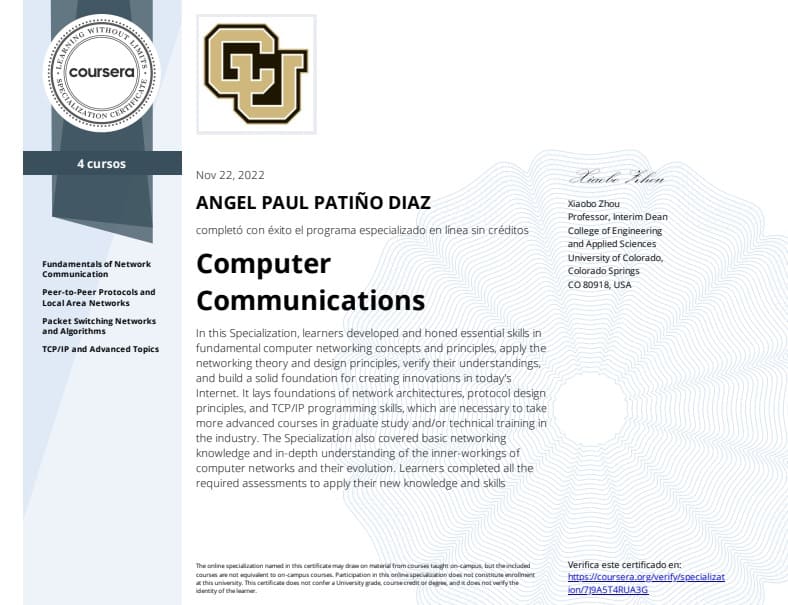 LEARNING WITHOUT LIMITS
coursera
SPECIALIZATION CERTIFICATE
4 cursos
Fundamentals of Network
Communication
Peer-to-Peer Protocols and
Local Area Networks
Packet Switching Networks
and Algorithms
TCP/IP and Advanced Topics
CU
Nov 22, 2022
ANGEL PAUL PATIÑO DIAZ
completó con éxito el programa especializado en línea sin créditos
Computer
Communications
In this Specialization, learners developed and honed essential skills in
fundamental computer networking concepts and principles, apply the
networking theory and design principles, verify their understandings,
and build a solid foundation for creating innovations in today's
Internet. It lays foundations of network architectures, protocol design
principles, and TCP/IP programming skills, which are necessary to take
more advanced courses in graduate study and/or technical training in
the industry. The Specialization also covered basic networking
knowledge and in-depth understanding of the inner-workings of
computer networks and their evolution. Learners completed all the
required assessments to apply their new knowledge and skills
The online specialization named in this certificate may draw on material from courses taught on-campus, but the included
courses are not equivalent to on-campus courses. Participation in this online specialization does not constitute enrollment
at this university. This certificate does not confer a University grade, course credit or degree, and it does not verify the
identity of the learner.
Xiaobo Zhou
Xiaobo Zhou
Professor, Interim Dean
College of Engineering
and Applied Sciences
University of Colorado,
Colorado Springs
CO 80918, USA
Verifica este certificado en:
https://coursera.org/verify/specializat
ion/7J9A5T4RUA3G